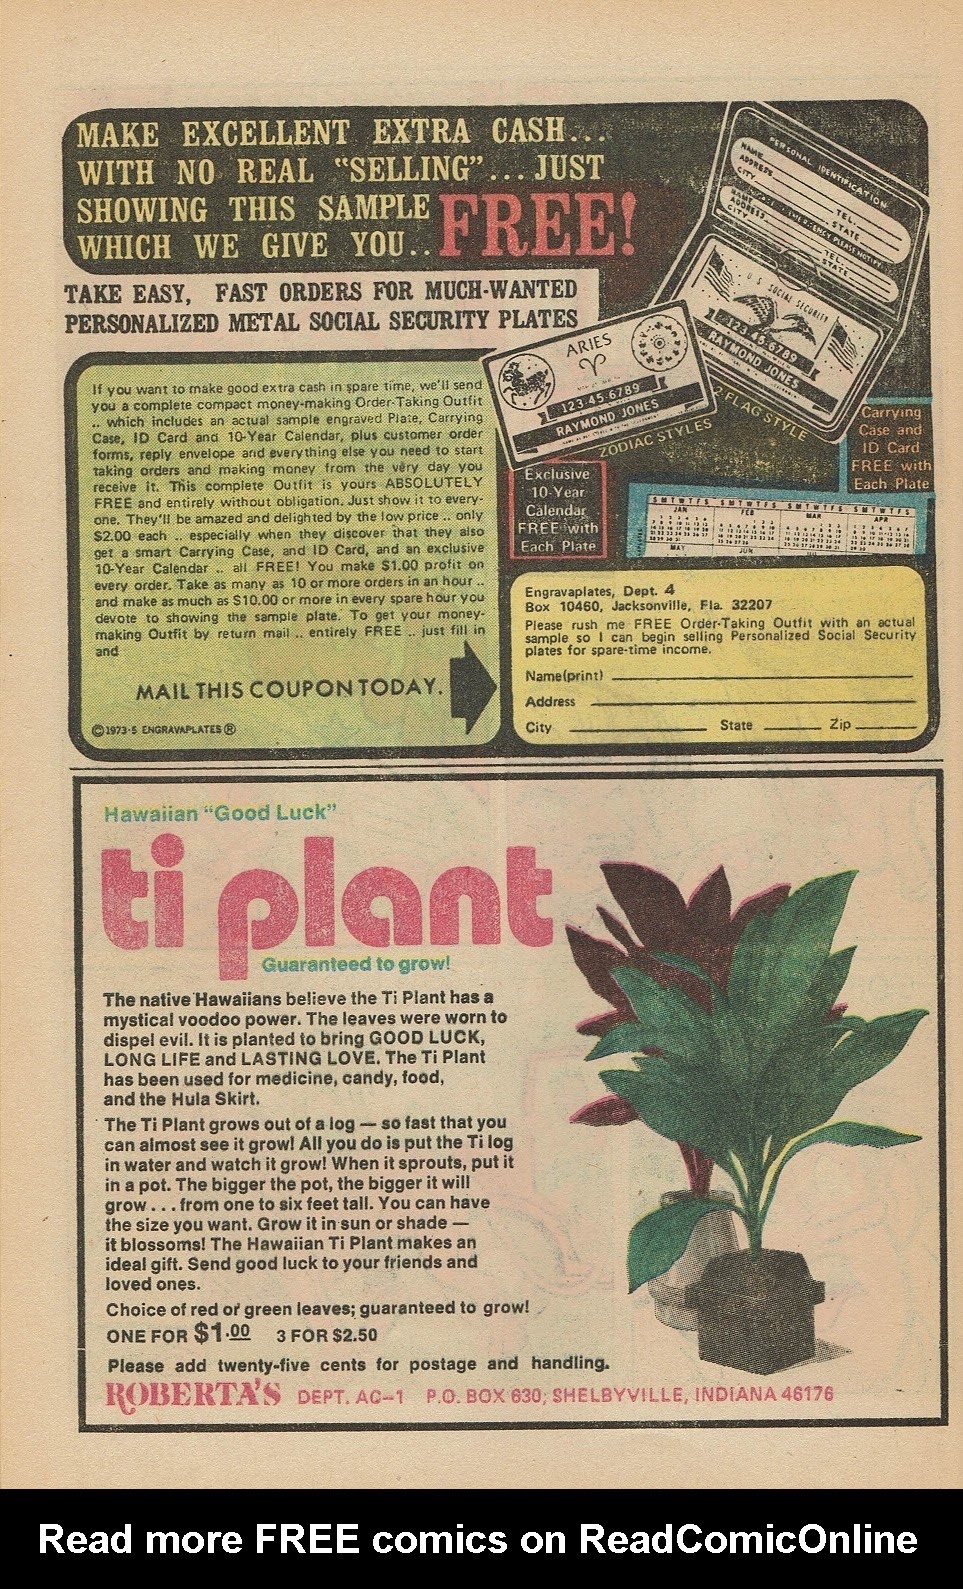 MAKE EXCELLENT EXTRA CASH...
WITH NO REAL “SELLING”...JUST
SHOWING THIS SAMPLE
WHICH WE GIVE YOU.. FREE!
TAKE EASY, FAST ORDERS FOR MUCH-WANTED
PERSONALIZED METAL SOCIAL SECURITY PLATES
If you want to make good extra cash in spare time, we'll send
you a complete compact money-making Order-Taking Outfit
.. which includes an actual sample engraved Plate, Carrying
Case, ID Card and 10-Year Calendar, plus customer order
forms, reply envelope and everything else you need to start
taking orders and making money from the very day you
receive it. This complete Outfit is yours ABSOLUTELY
FREE and entirely without obligation. Just show it to every-
one. They'll be amazed and delighted by the low price .. only
$2.00 each .. especially when they discover that they also
get a smart Carrying Case, and ID Card, and an exclusive
10-Year Calendar .. all FREE! You make $1.00 profit on
every order. Take as many as 10 or more orders in an hour ..
and make as much as $10.00 or more in every spare hour you
devote to showing the sample plate. To get your money-
making Outfit by return mail .. entirely FREE .. just fill in
and
MAIL THIS COUPON TODAY.
©1973-5 ENGRAVAPLATES®
PERSONAL IDENTIFICATION
NAME
ADDRESS TEL.
CITY STATE
EMERGENCY PLEASE NOTIFY
NAME
ADDRESS TEL.
CITY STATE
U.S SOCIAL SECURITY
123-45-6789
RAYMOND JONES
2 FLAG STYLE
ARIES
123-45-6789
RAYMOND JONES
ZODIAC STYLES
Carrying
Case and
ID Card
FREE with
Each Plate
Exclusive
10-Year
Calendar
FREE with
Each Plate
S M T W T F S S M T W T F S S M T W T F S S M T W T F S
JAN FEB MAR APR
MAY JUN
Engravaplates, Dept. 4
Box 10460, Jacksonville, Fla. 32207
Please rush me FREE Order-Taking Outfit with an actual
sample so I can begin selling Personalized Social Security
plates for spare-time income.
Name(print)
Address
City State Zip
Hawaiian “Good Luck”
ti plant
Guaranteed to grow!
The native Hawaiians believe the Ti Plant has a
mystical voodoo power. The leaves were worn to
dispel evil. It is planted to bring GOOD LUCK,
LONG LIFE and LASTING LOVE. The Ti Plant
has been used for medicine, candy, food,
and the Hula Skirt.
The Ti Plant grows out of a log — so fast that you
can almost see it grow! All you do is put the Ti log
in water and watch it grow! When it sprouts, put it
in a pot. The bigger the pot, the bigger it will
grow . . . from one to six feet tall. You can have
the size you want. Grow it in sun or shade —
it blossoms! The Hawaiian Ti Plant makes an
ideal gift. Send good luck to your friends and
loved ones.
Choice of red or green leaves; guaranteed to grow!
ONE FOR $1.00 3 FOR $2.50
Please add twenty-five cents for postage and handling.
ROBERTA'S DEPT. AC-1 P.O. BOX 630, SHELBYVILLE, INDIANA 46176
Read more FREE comics on ReadComicOnline